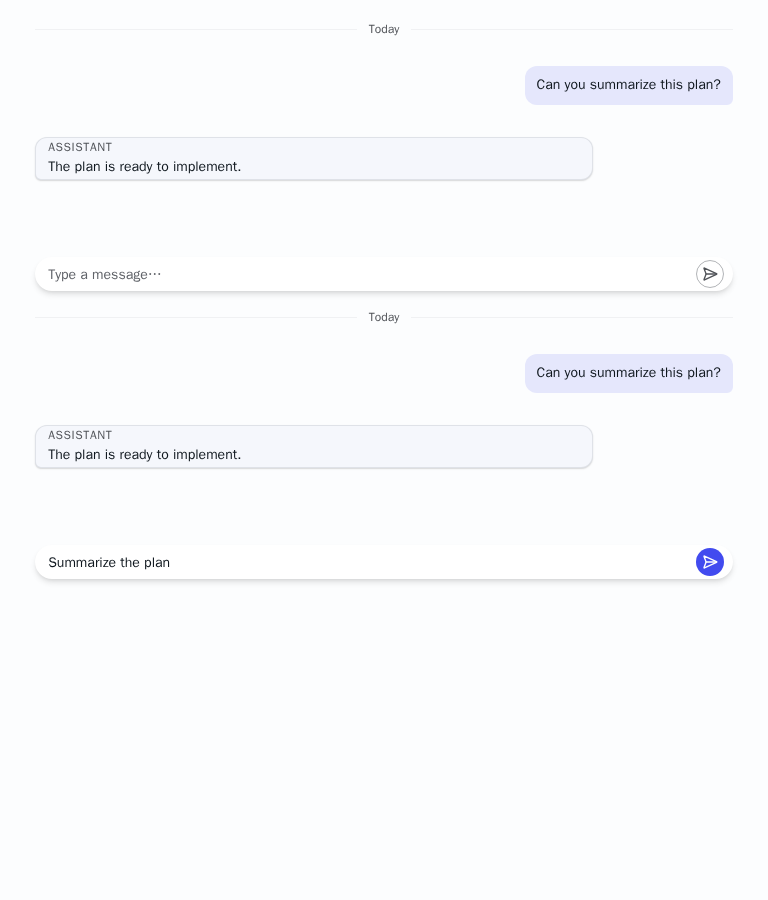 Today
Can you summarize this plan?
ASSISTANT
The plan is ready to implement.
Type a message…
Today
Can you summarize this plan?
ASSISTANT
The plan is ready to implement.
Summarize the plan